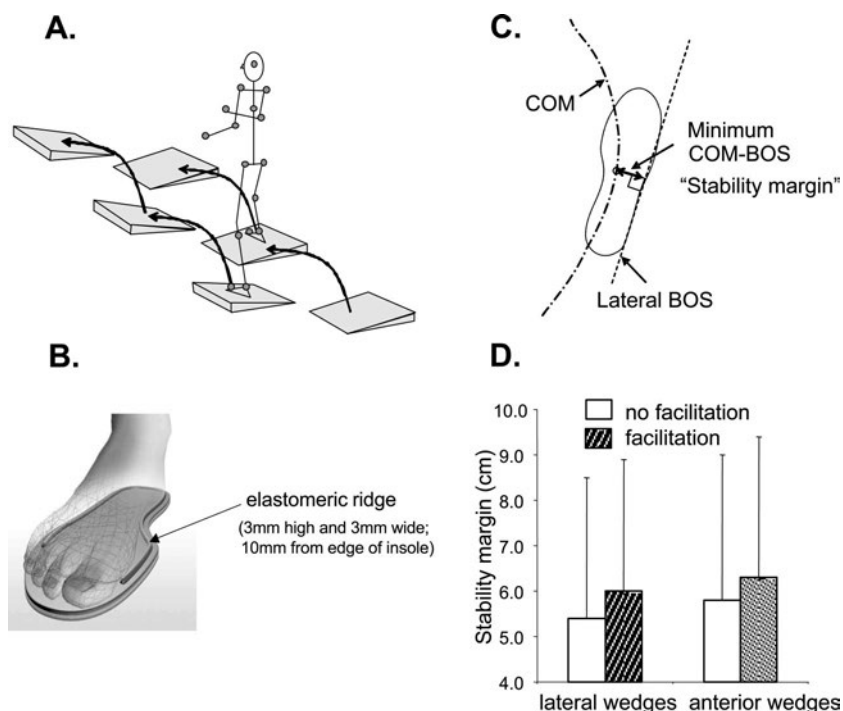 A.
B.
elastomeric ridge
(3mm high and 3mm wide;
10mm from edge of insole)
C.
COM
Minimum
COM-BOS
“Stability margin”
Lateral BOS
D.
no facilitation
facilitation
Stability margin (cm)
10.0
9.0
8.0
7.0
6.0
5.0
4.0
lateral wedges
anterior wedges